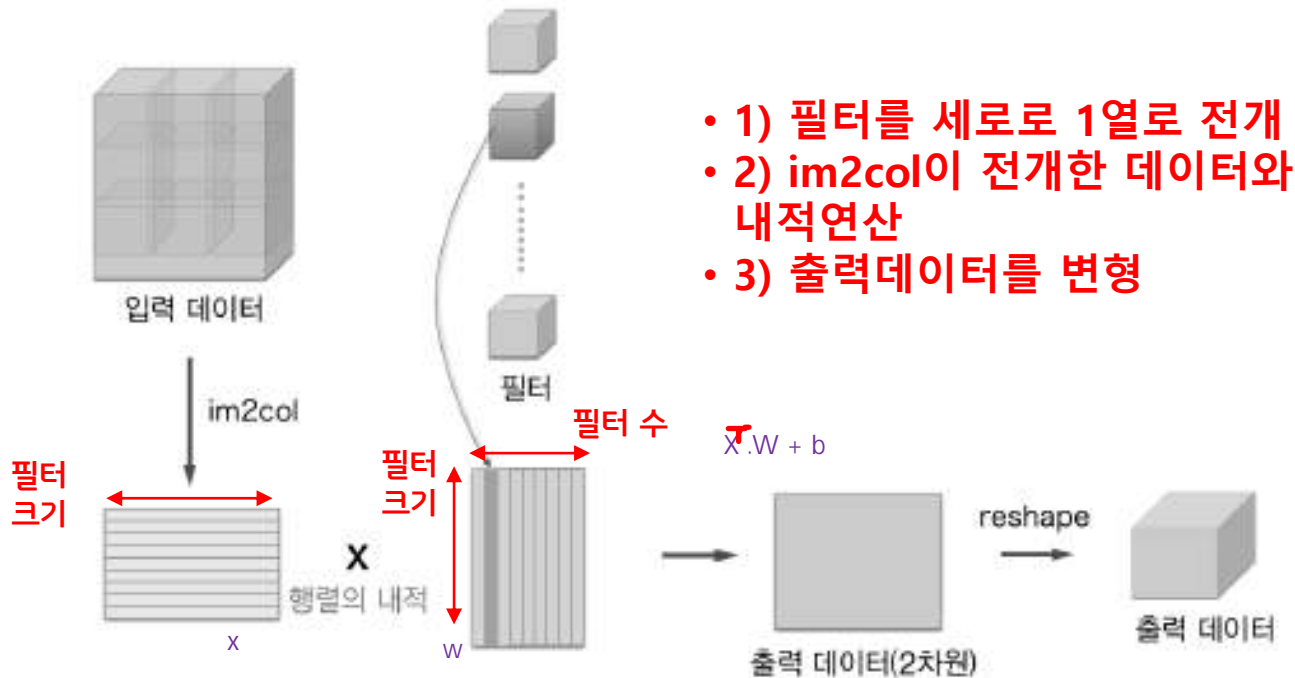 • 1) 필터를 세로로 1열로 전개
• 2) im2col이 전개한 데이터와
내적연산
• 3) 출력데이터를 변형
입력 데이터
im2col
필터
필터 수
필터
크기
필터
크기
X
행렬의 내적
x
w
XT.W + b
출력 데이터(2차원)
reshape
출력 데이터